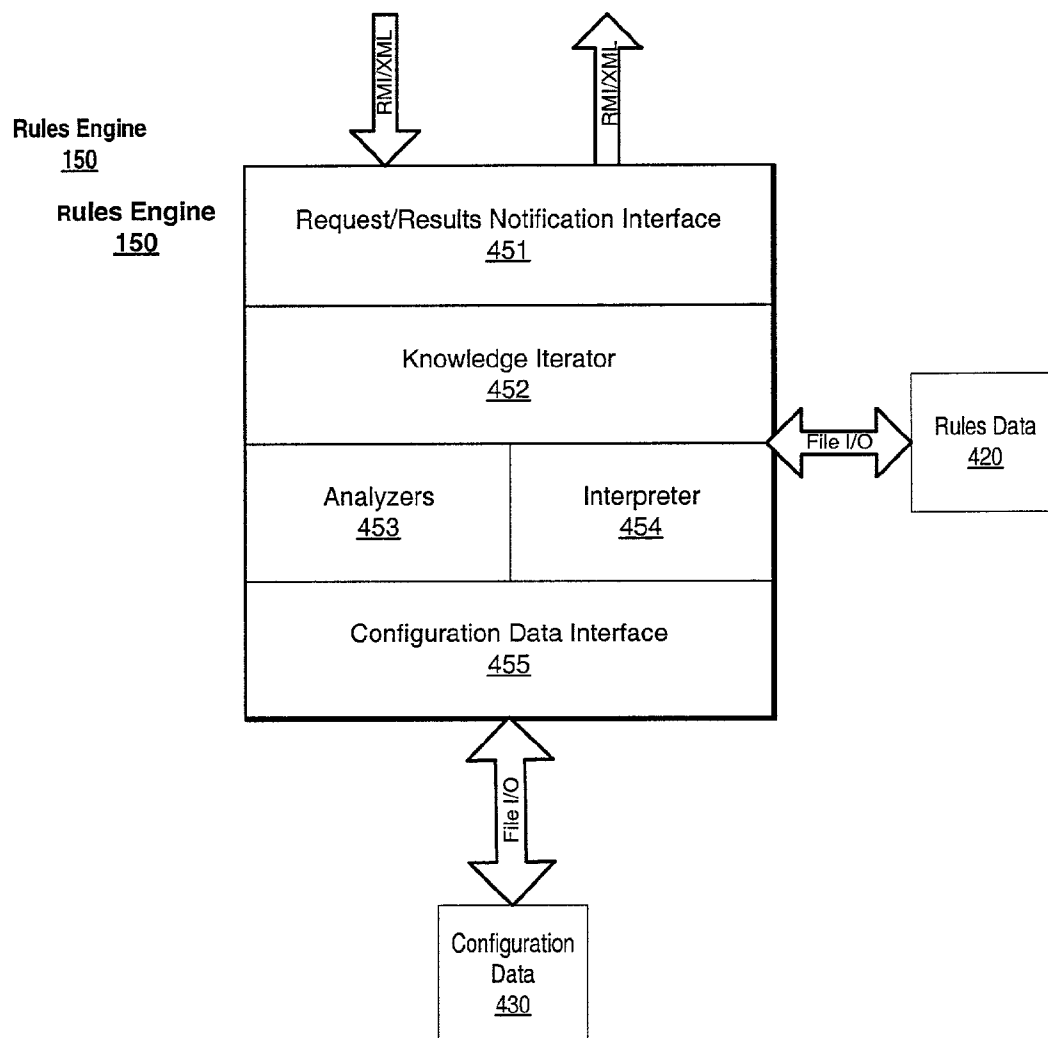 RMI/XML
RMI/XML
Rules Engine
150
Rules Engine
150
Request/Results Notification Interface
451
Knowledge Iterator
452
Analyzers
453
Interpreter
454
File I/O
Rules Data
420
Configuration Data Interface
455
File I/O
Configuration
Data
430